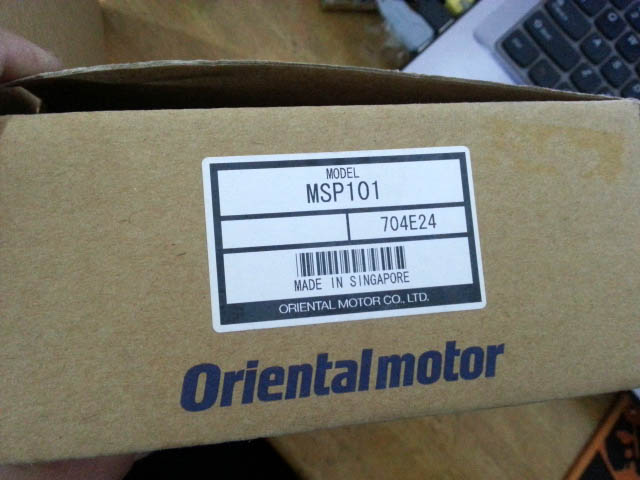 MODEL
MSP101
704E24
MADE IN SINGAPORE
ORIENTAL MOTOR CO., LTD.
Orientalmotor